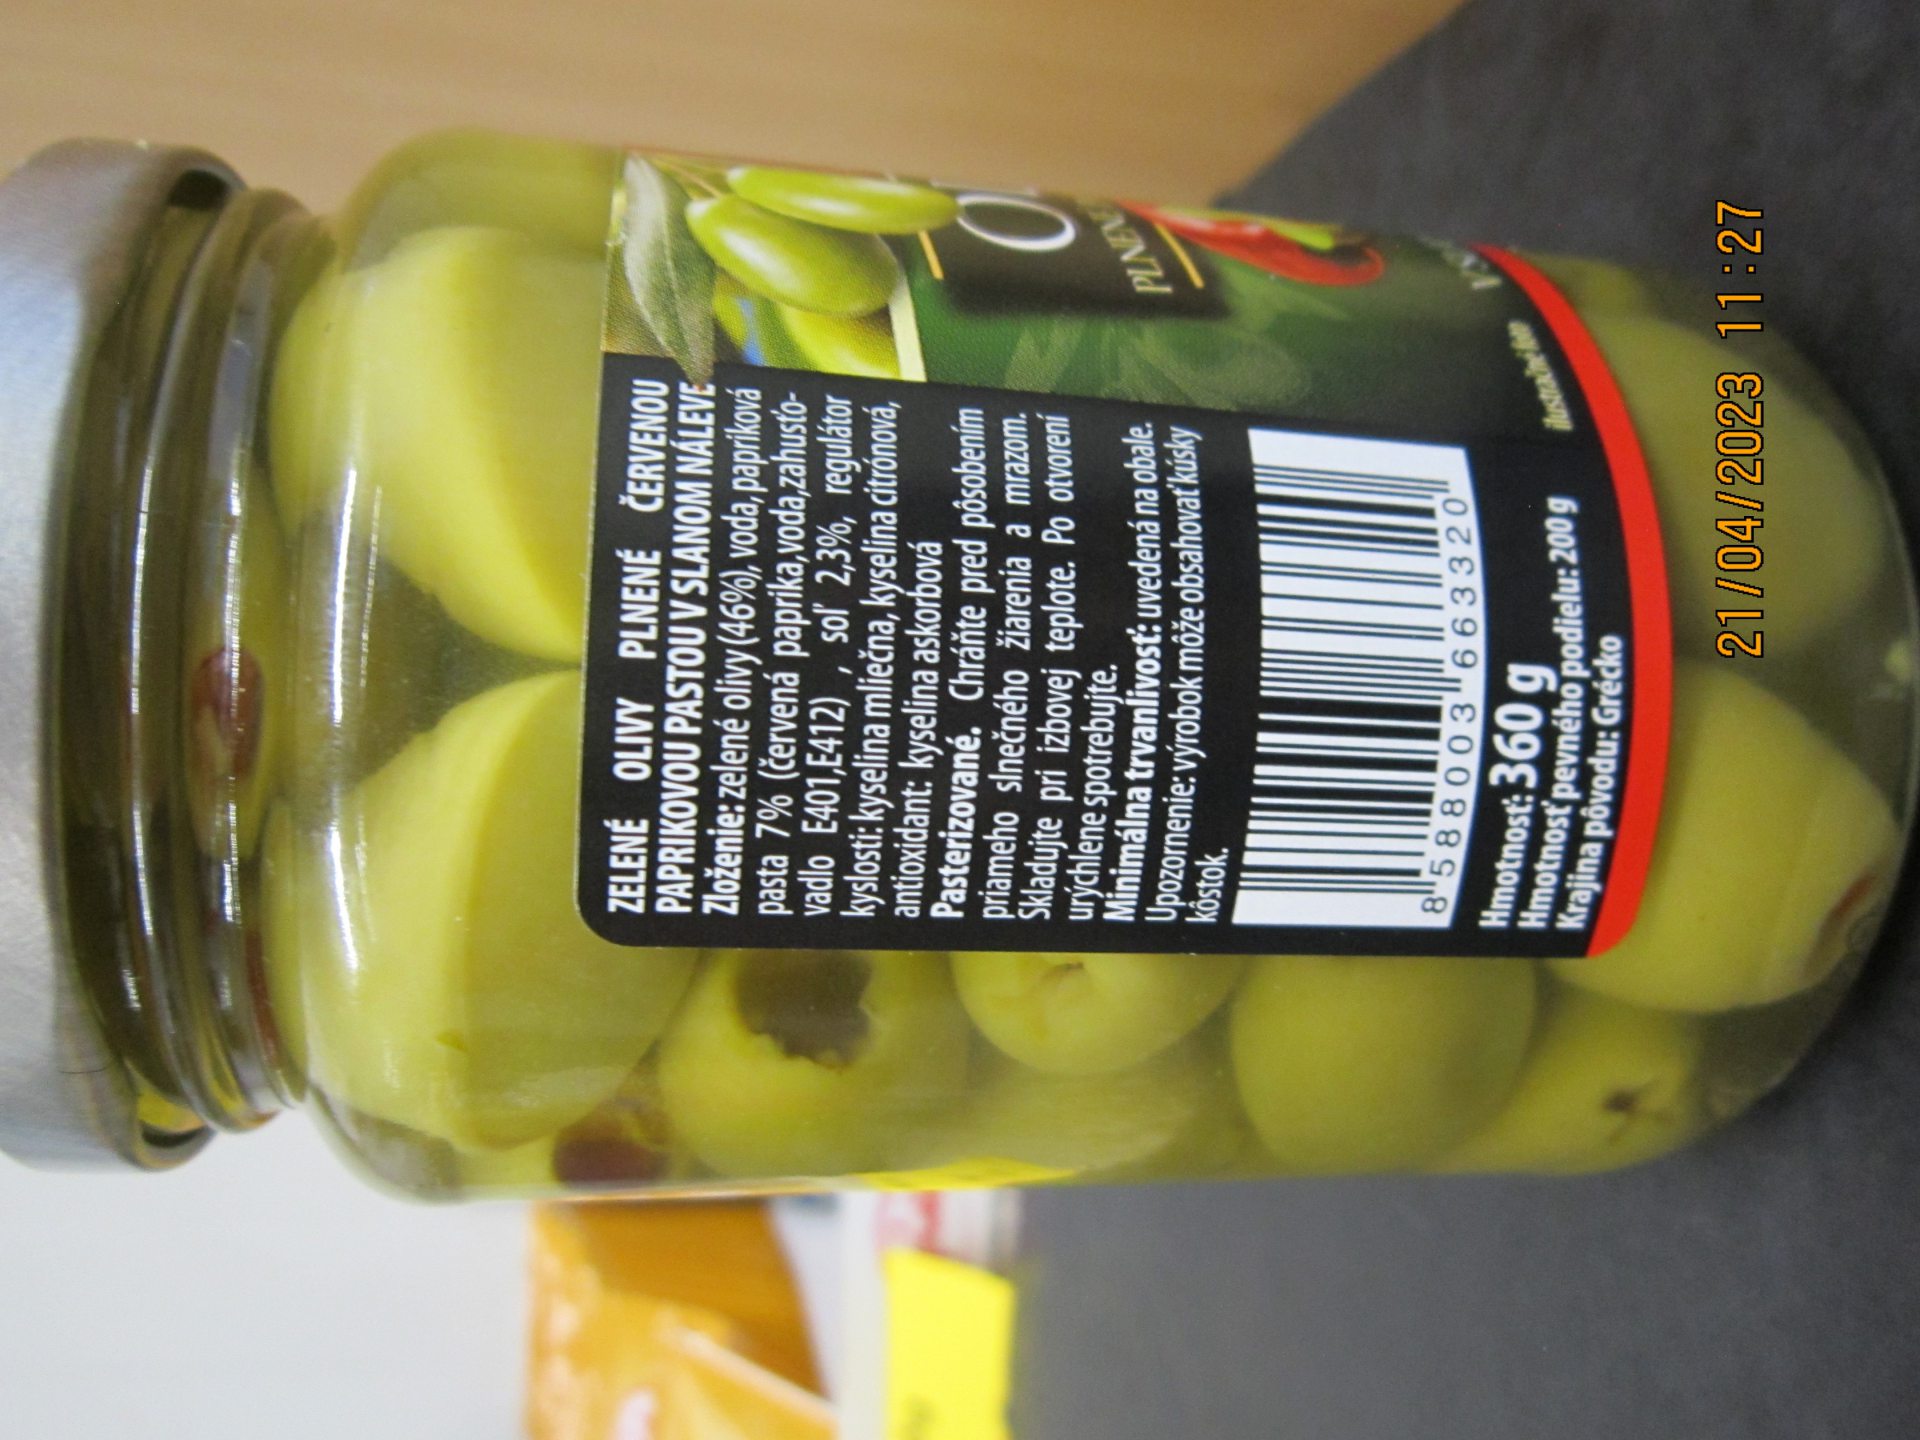 ZELENÉ OLIVY PLNENÉ ČERVENOU
PAPRIKOVOU PASTOU V SLANOM NÁLEVE
Zloženie: zelené olivy (46%), voda, papriková
pasta 7% (červená paprika,voda,zahusťo-
vadlo E401,E412) , soľ 2,3%, regulátor
kyslosti: kyselina mliečna, kyselina citrónová,
antioxidant: kyselina askorbová
Pasterizované. Chráňte pred pôsobením
priameho slnečného žiarenia a mrazom.
Skladujte pri izbovej teplote. Po otvorení
urýchlene spotrebujte.
Minimálna trvanlivosť: uvedená na obale.
Upozornenie: výrobok môže obsahovať kúsky
kôstok.
8 588003 663320
Hmotnosť: 360 g
Hmotnosť pevného podielu: 200 g
Krajina pôvodu: Grécko
PLNEN
V S
21/04/2023 11:27